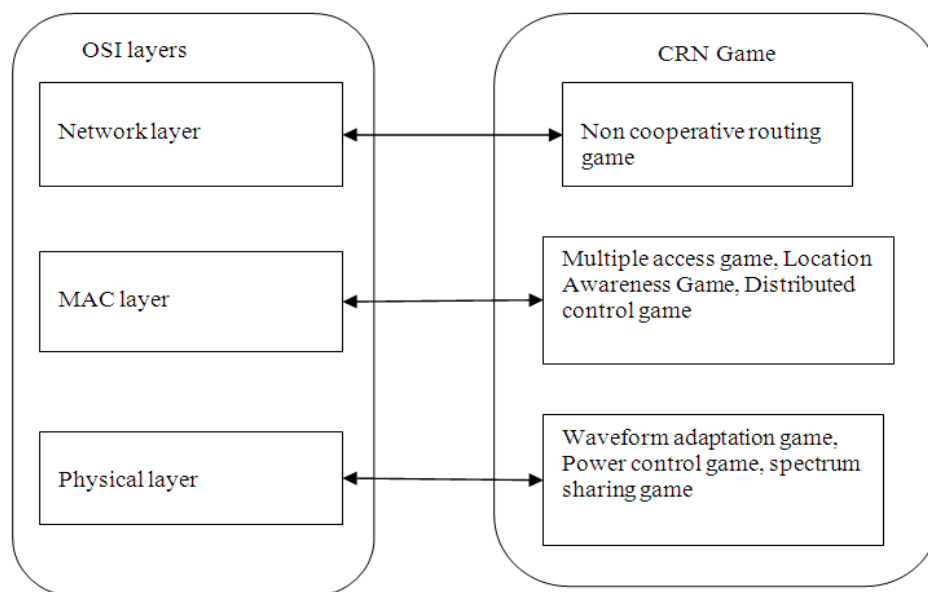 OSI layers
CRN Game
Network layer
Non cooperative routing
game
MAC layer
Multiple access game, Location
Awareness Game, Distributed
control game
Physical layer
Waveform adaptation game,
Power control game, spectrum
sharing game